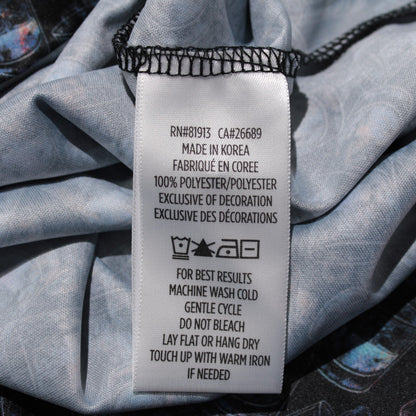 RN#81913 CA#26689
MADE IN KOREA
FABRIQUÉ EN COREE
100% POLYESTER/POLYESTER
EXCLUSIVE OF DECORATION
EXCLUSIVE DES DÉCORATIONS
FOR BEST RESULTS
MACHINE WASH COLD
GENTLE CYCLE
DO NOT BLEACH
LAY FLAT OR HANG DRY
TOUCH UP WITH WARM IRON
IF NEEDED